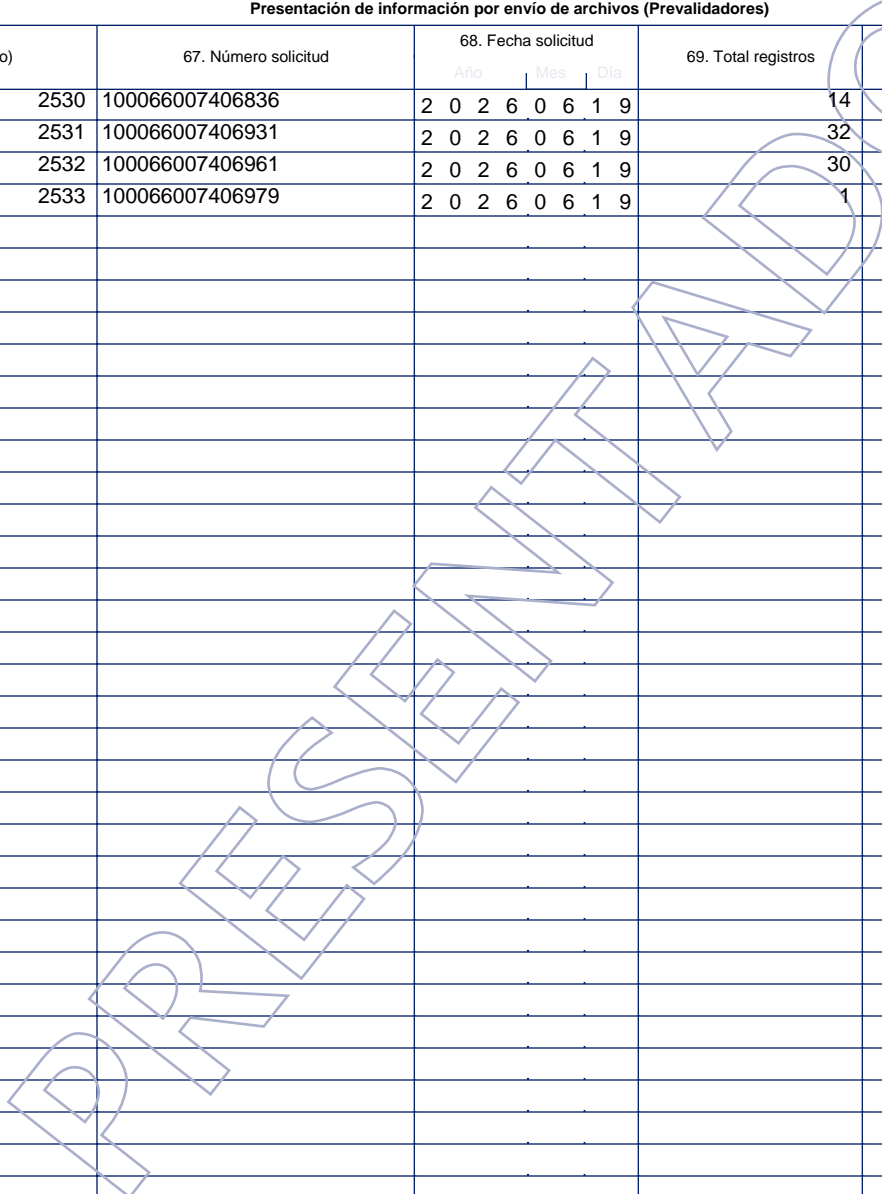 Presentación de información por envío de archivos (Prevalidadores)
o) 67. Número solicitud 68. Fecha solicitud 69. Total registros
Año Mes Día
2530 100066007406836 2 0 2 6 0 6 1 9 14
2531 100066007406931 2 0 2 6 0 6 1 9 32
2532 100066007406961 2 0 2 6 0 6 1 9 30
2533 100066007406979 2 0 2 6 0 6 1 9 1
PRESENTADO